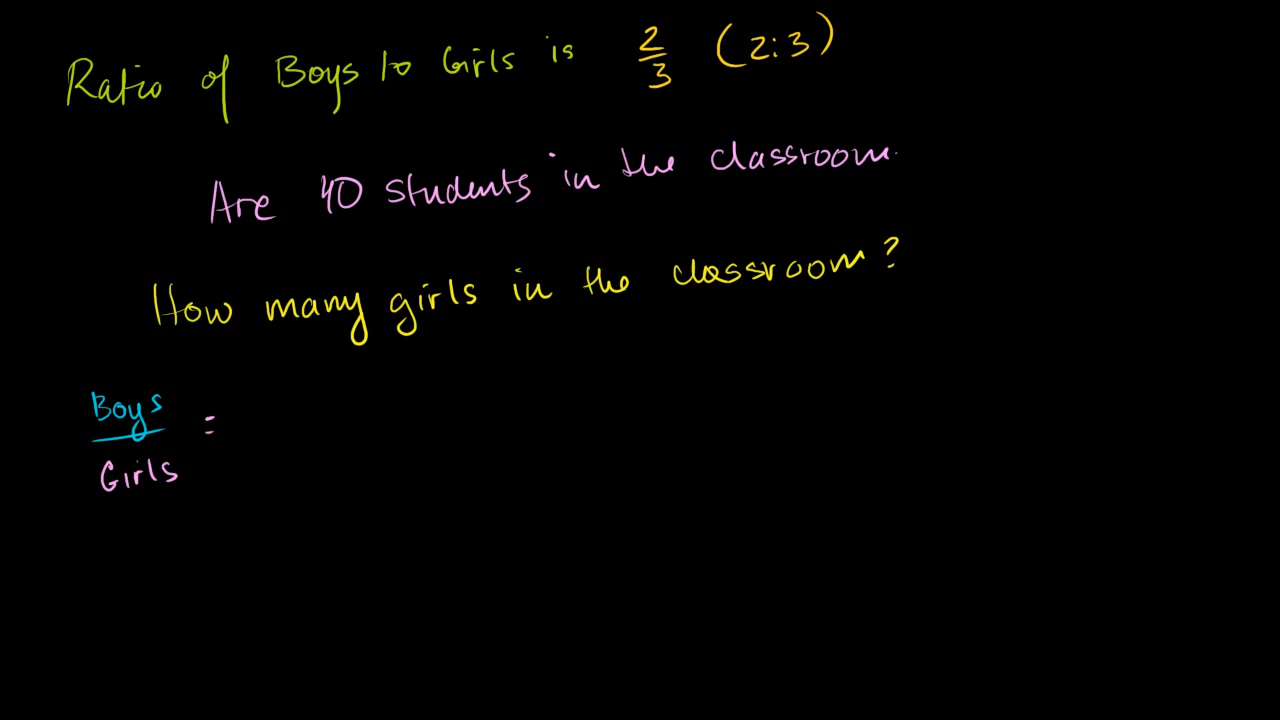 Ratio of Boys to Girls is 2/3 (2:3)
Are 40 students in the classroom.
How many girls in the classroom?
Boys
Girls =